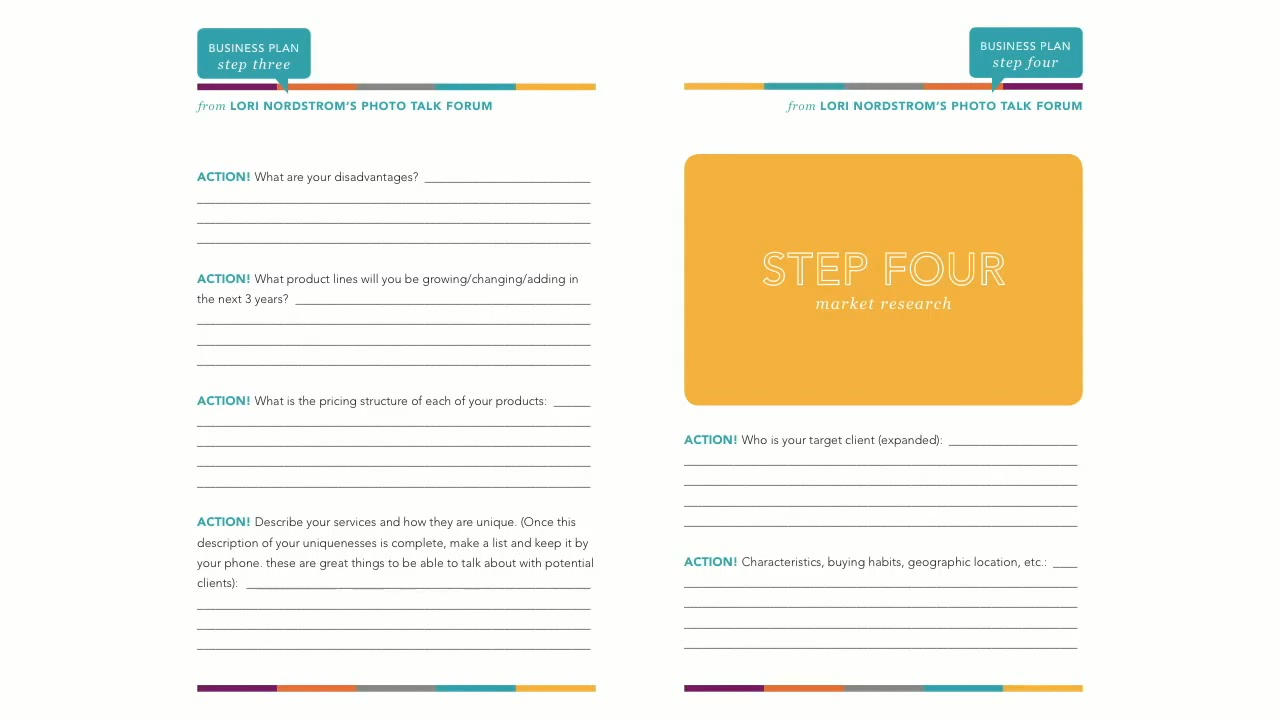 BUSINESS PLAN
step three
from LORI NORDSTROM'S PHOTO TALK FORUM
ACTION! What are your disadvantages?
ACTION! What product lines will you be growing/changing/adding in
the next 3 years?
ACTION! What is the pricing structure of each of your products:
ACTION! Describe your services and how they are unique. (Once this
description of your uniquenesses is complete, make a list and keep it by
your phone. these are great things to be able to talk about with potential
clients):
BUSINESS PLAN
step four
from LORI NORDSTROM'S PHOTO TALK FORUM
STEP FOUR
market research
ACTION! Who is your target client (expanded):
ACTION! Characteristics, buying habits, geographic location, etc.: